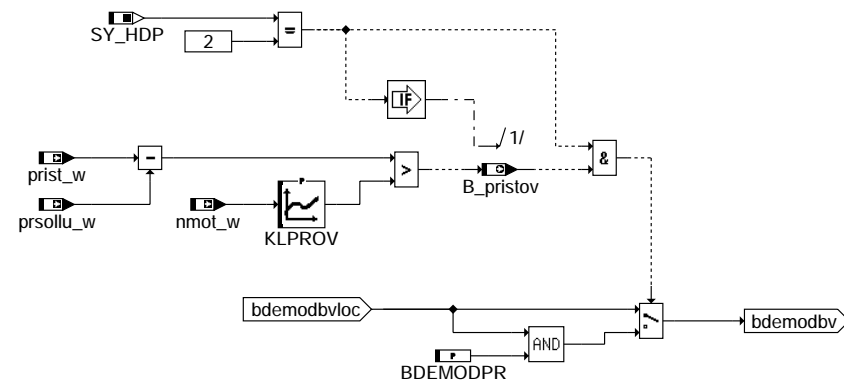 SY_HDP
2
=
IF
/ 1/
&
prist_w
-
>
B_pristov
P
prsollu_w
nmot_w
KLPROV
bdemodbvloc
bdemodbv
AND
P
BDEMODPR